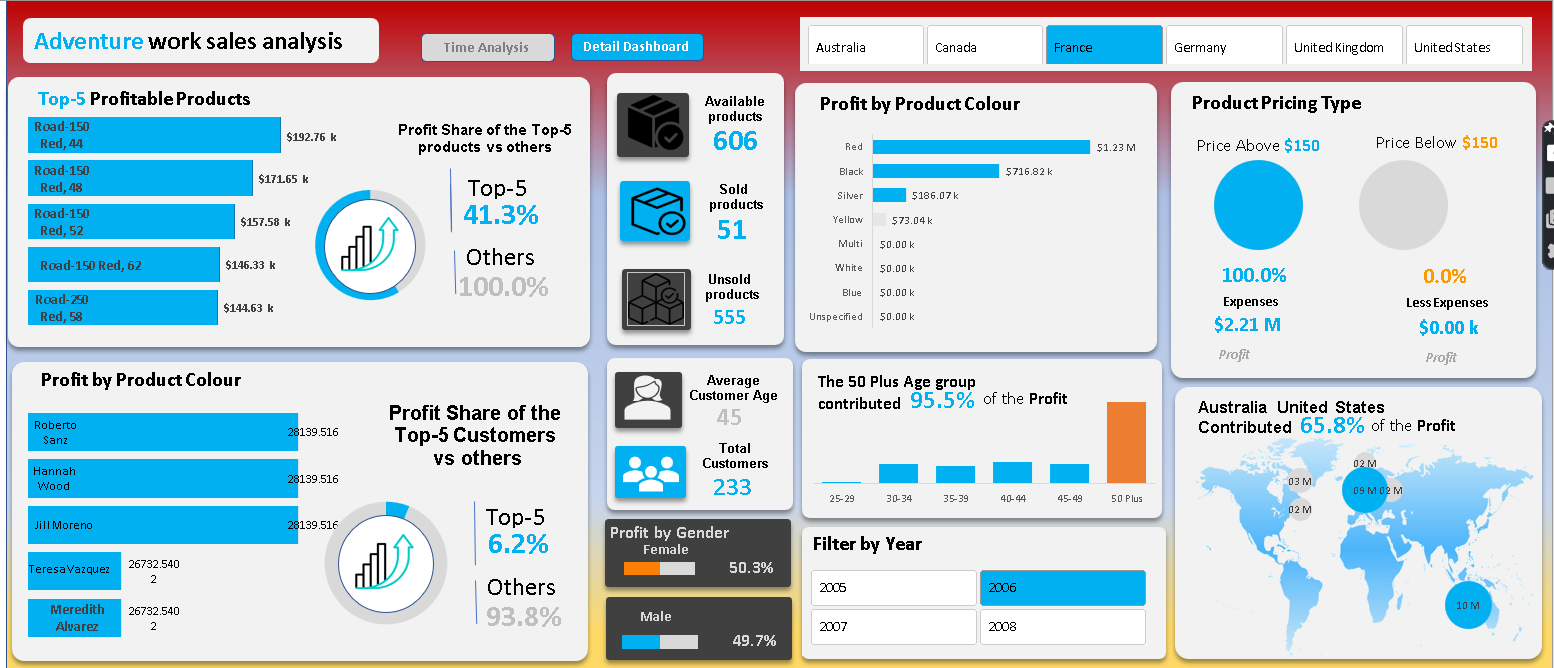 Adventure work sales analysis
Time Analysis
Detail Dashboard
Australia
Canada
France
Germany
United Kingdom
United States
Top-5 Profitable Products
Road-150
Red, 44
$192.76 k
Road-150
Red, 48
$171.65 k
Road-150
Red, 52
$157.58 k
Road-150 Red, 62
$146.33 k
Road-250
Red, 58
$144.63 k
Profit Share of the Top-5
products vs others
Top-5
41.3%
Others
100.0%
Available
products
606
Sold
products
51
Unsold
products
555
Profit by Product Colour
Red
$1.23 M
Black
$716.82 k
Silver
$186.07 k
Yellow
$73.04 k
Multi
$0.00 k
White
$0.00 k
Blue
$0.00 k
Unspecified
$0.00 k
Product Pricing Type
Price Above $150
100.0%
Expenses
$2.21 M
Profit
Price Below $150
0.0%
Less Expenses
$0.00 k
Profit
Profit by Product Colour
Roberto
Sanz
28139.516
Hannah
Wood
28139.516
Jill Moreno
28139.516
Teresa Vazquez
26732.540
2
Meredith
Alvarez
26732.540
2
Profit Share of the
Top-5 Customers
vs others
Top-5
6.2%
Others
93.8%
Average
Customer Age
45
Total
Customers
233
Profit by Gender
Female
50.3%
Male
49.7%
The 50 Plus Age group
contributed 95.5% of the Profit
25-29
30-34
35-39
40-44
45-49
50 Plus
Filter by Year
2005
2006
2007
2008
Australia United States
Contributed 65.8% of the Profit
02 M
03 M
09 M
02 M
02 M
10 M